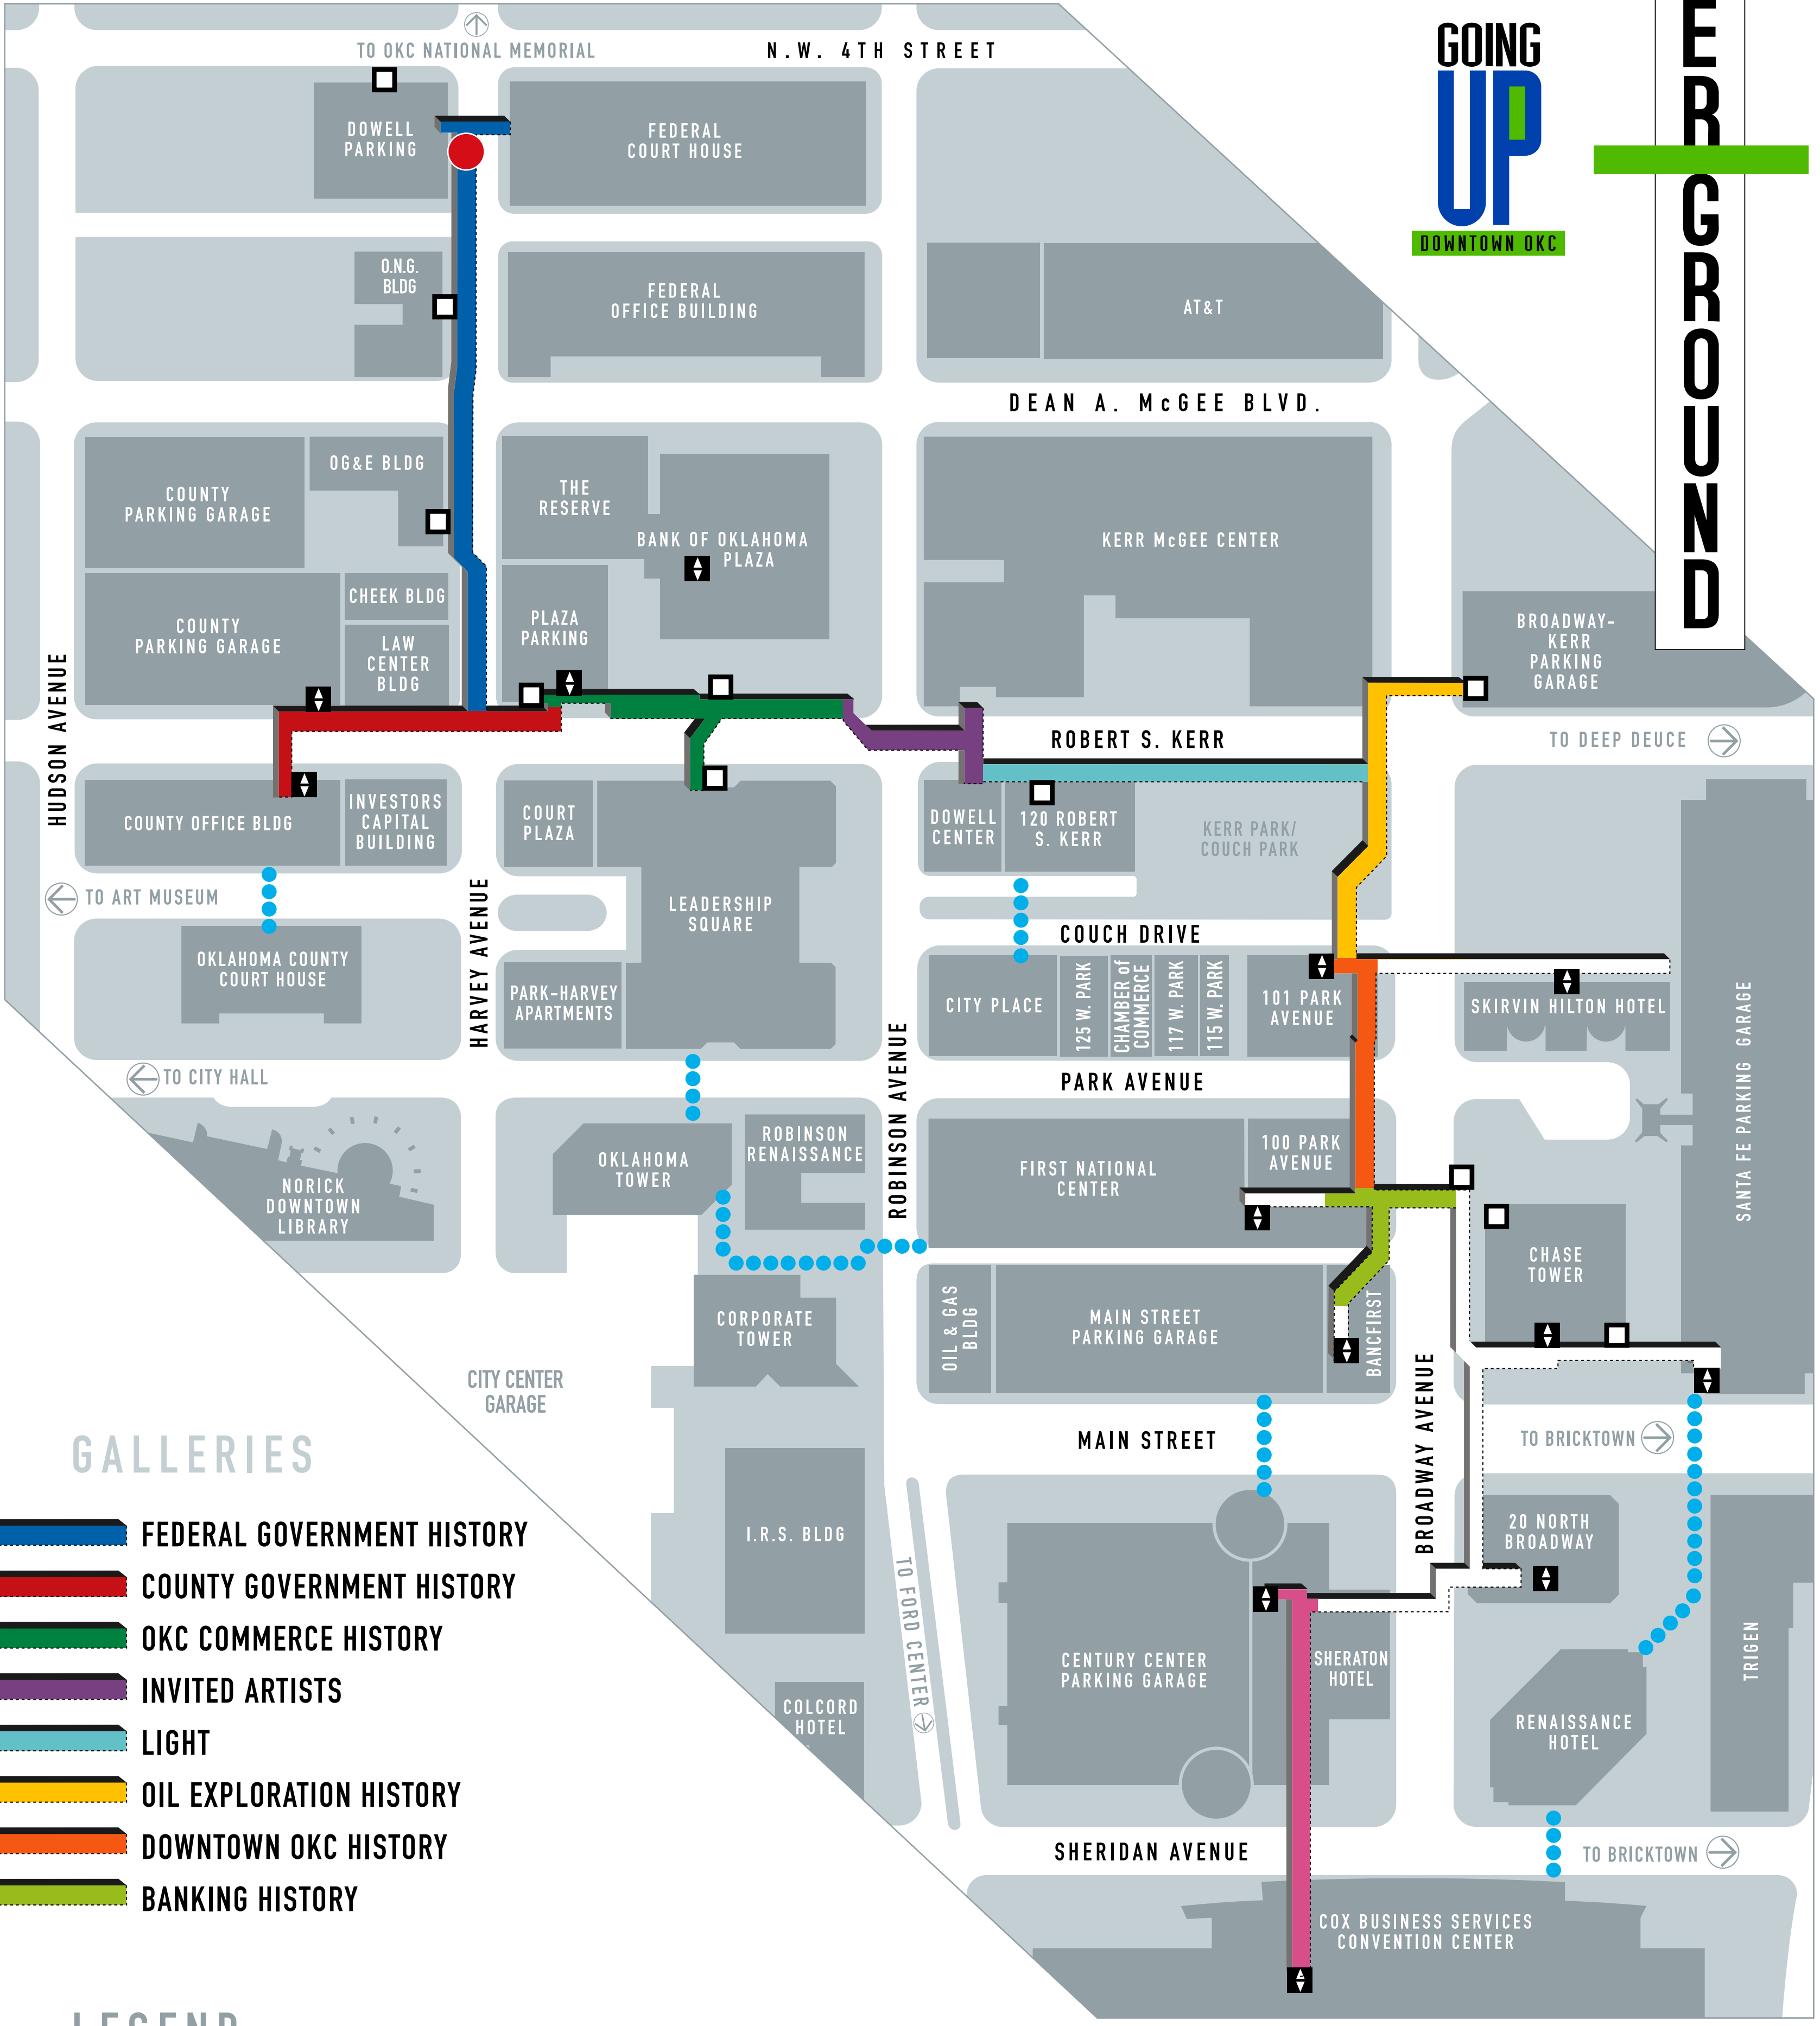 TO OKC NATIONAL MEMORIAL
N.W. 4TH STREET
GOING
UP
DOWNTOWN OKC
ERGROUND
DOWELL
PARKING
FEDERAL
COURT HOUSE
O.N.G.
BLDG
FEDERAL
OFFICE BUILDING
AT&T
DEAN A. McGEE BLVD.
COUNTY
PARKING GARAGE
OG&E BLDG
THE
RESERVE
BANK OF OKLAHOMA
PLAZA
KERR McGEE CENTER
COUNTY
PARKING GARAGE
CHEEK BLDG
LAW
CENTER
BLDG
PLAZA
PARKING
BROADWAY-
KERR
PARKING
GARAGE
HUDSON AVENUE
ROBERT S. KERR
TO DEEP DEUCE
COUNTY OFFICE BLDG
INVESTORS
CAPITAL
BUILDING
COURT
PLAZA
DOWELL
CENTER
120 ROBERT
S. KERR
KERR PARK/
COUCH PARK
TO ART MUSEUM
HARVEY AVENUE
LEADERSHIP
SQUARE
COUCH DRIVE
OKLAHOMA COUNTY
COURT HOUSE
PARK-HARVEY
APARTMENTS
CITY PLACE
125 W. PARK
CHAMBER of
COMMERCE
117 W. PARK
115 W. PARK
101 PARK
AVENUE
SKIRVIN HILTON HOTEL
SANTA FE PARKING GARAGE
TO CITY HALL
ROBINSON AVENUE
PARK AVENUE
NORICK
DOWNTOWN
LIBRARY
OKLAHOMA
TOWER
ROBINSON
RENAISSANCE
FIRST NATIONAL
CENTER
100 PARK
AVENUE
CHASE
TOWER
CORPORATE
TOWER
OIL & GAS
BLDG
MAIN STREET
PARKING GARAGE
BANCFIRST
CITY CENTER
GARAGE
BROADWAY AVENUE
MAIN STREET
TO BRICKTOWN
GALLERIES
FEDERAL GOVERNMENT HISTORY
COUNTY GOVERNMENT HISTORY
OKC COMMERCE HISTORY
INVITED ARTISTS
LIGHT
OIL EXPLORATION HISTORY
DOWNTOWN OKC HISTORY
BANKING HISTORY
I.R.S. BLDG
TO FORD CENTER
20 NORTH
BROADWAY
CENTURY CENTER
PARKING GARAGE
SHERATON
HOTEL
TRIGEN
COLCORD
HOTEL
RENAISSANCE
HOTEL
SHERIDAN AVENUE
TO BRICKTOWN
COX BUSINESS SERVICES
CONVENTION CENTER
LEGEND